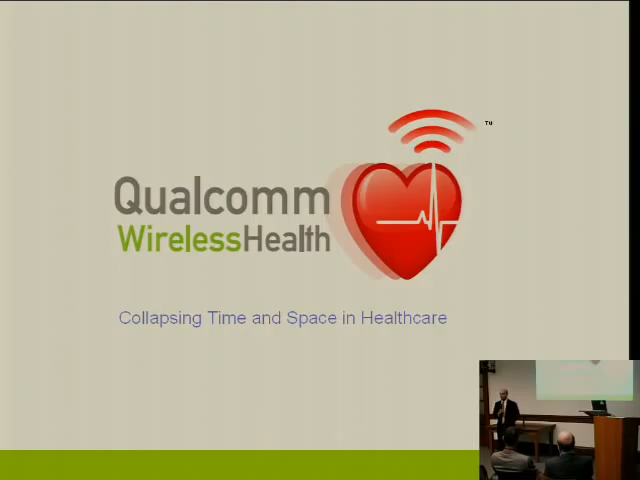 TM
Qualcomm
WirelessHealth
Collapsing Time and Space in Healthcare